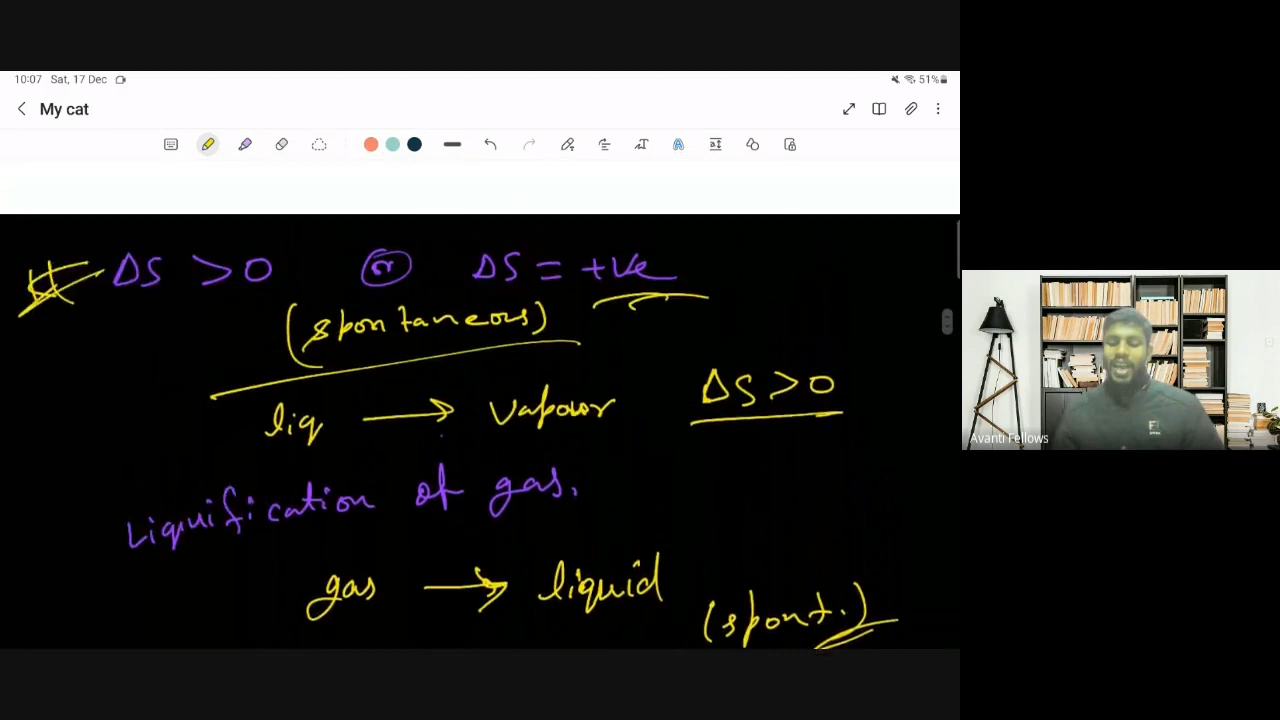 10:07 Sat, 17 Dec
51%
My cat
ΔS > 0 or ΔS = +ve
(spontaneous)
liq → vapour ΔS > 0
Liquification of gas.
gas → liquid (spont.)
Avanti Fellows